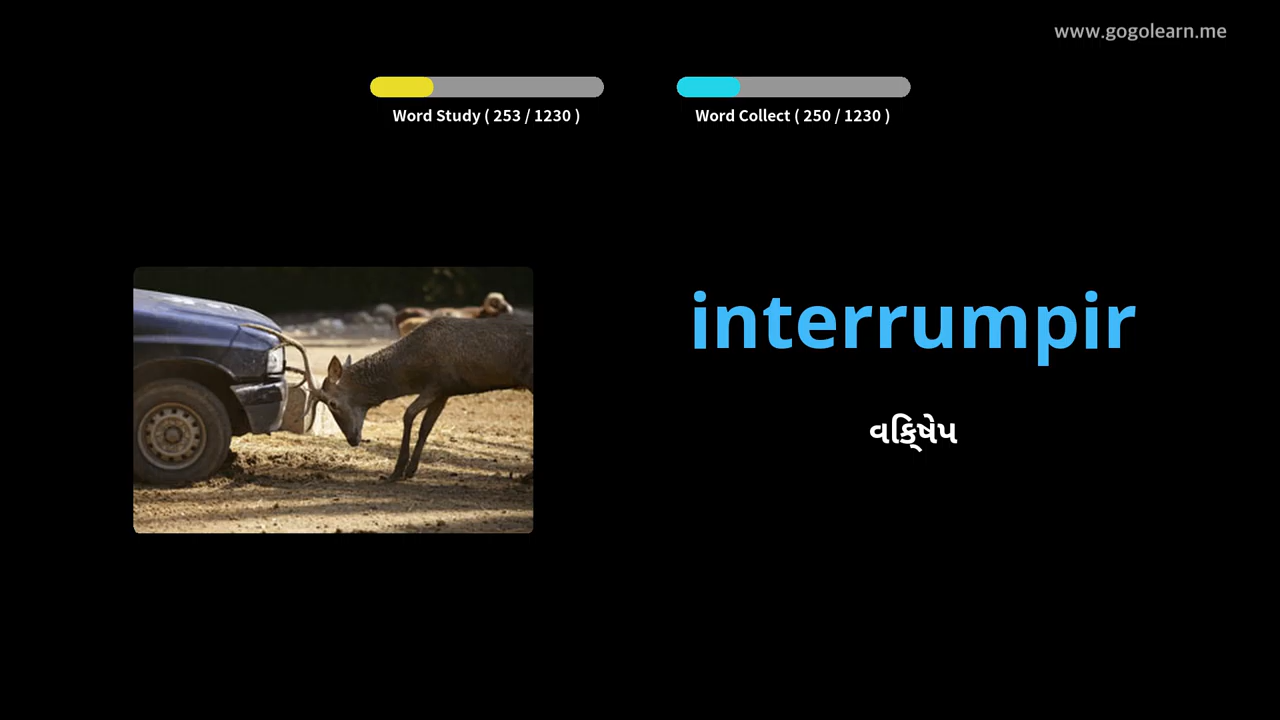 www.gogolearn.me
Word Study ( 253 / 1230 )
Word Collect ( 250 / 1230 )
interrumpir
વિક્ષેપ